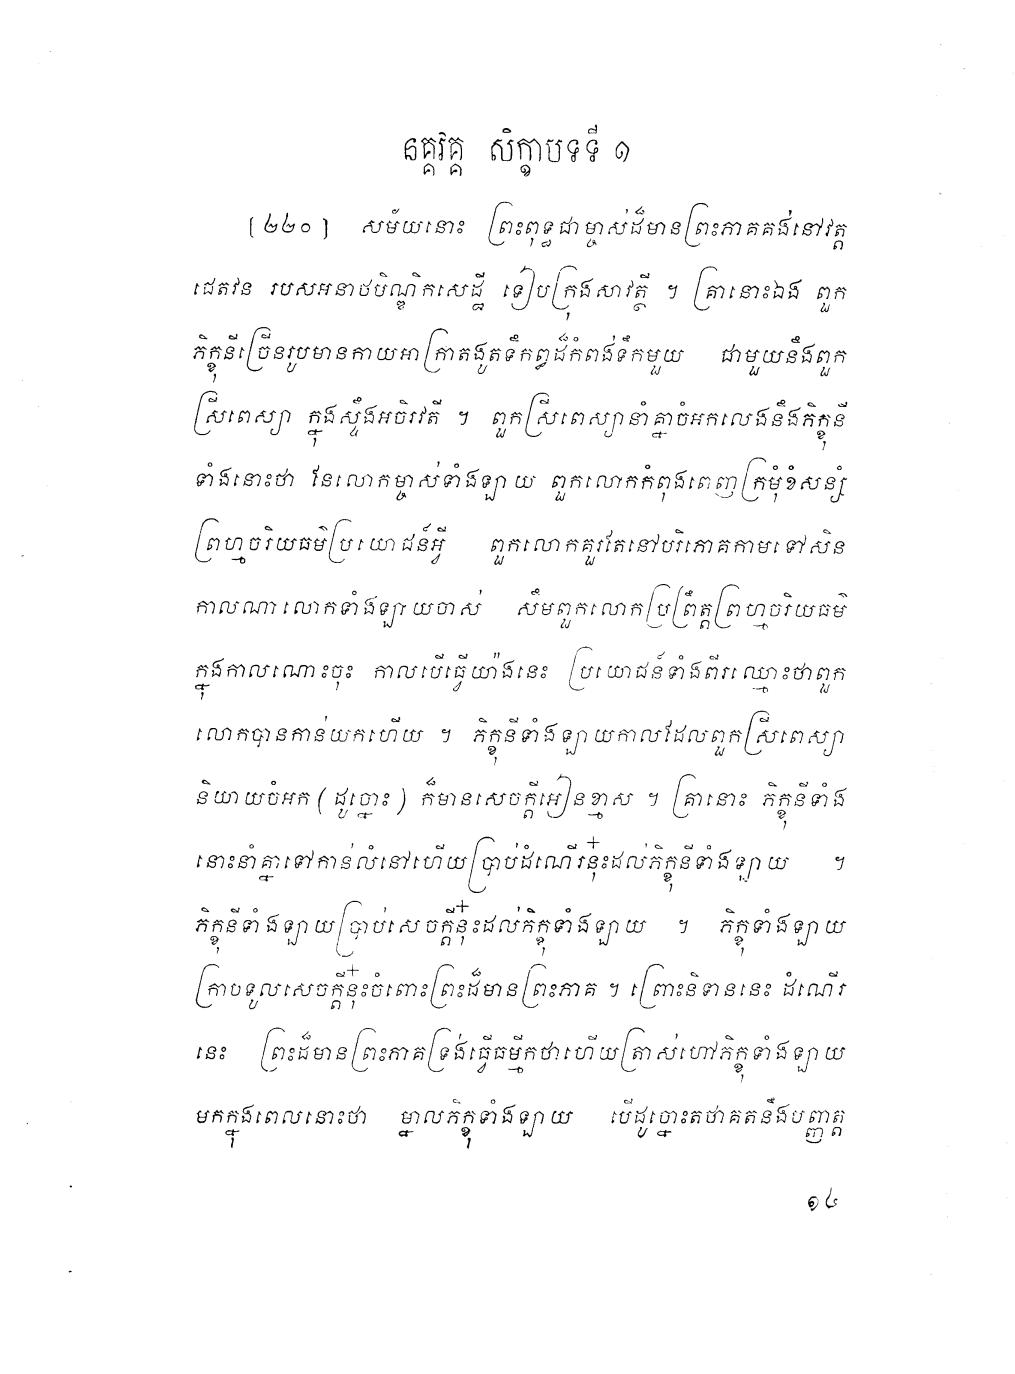 នគ្គវគ្គ សិក្ខាបទទី ១
[៤៤០] សម័យនោះ ព្រះពុទ្ធជាម្ចាស់ដ៏មានព្រះភាគគង់នៅវត្ត
ជេតវន របស់អនាថបិណ្ឌិកសេដ្ឋី ទៀបក្រុងសាវត្ថី ។ គ្រានោះឯង ពួក
ភិក្ខុនីច្រើនរូបមានកាយអាក្រាតងូតទឹកឰដ៏កំពង់ទឹកមួយ ជាមួយនឹងពួក
ស្រីពេស្យា ក្នុងស្ទឹងអចិរវតី ។ ពួកស្រីពេស្យានាំគ្នាចំអកលេងនឹងភិក្ខុនី
ទាំងនោះថា នែលោកម្ចាស់ទាំងឡាយ ពួកលោកកំពុងពេញក្រមុំខំសន្សំ
ព្រហ្មចរិយធម៌ប្រយោជន៍អ្វី ពួកលោកគួរតែនៅបរិភោគកាមទៅសិន
កាលណាលោកទាំងឡាយចាស់ សឹមពួកលោកប្រព្រឹត្តព្រហ្មចរិយធម៌
ក្នុងកាលណោះចុះ កាលបើធ្វើយ៉ាងនេះ ប្រយោជន៍ទាំងពីរឈ្មោះថាពួក
លោកបានកាន់យកហើយ ។ ភិក្ខុនីទាំងឡាយកាលដែលពួកស្រីពេស្យា
និយាយចំអក (ដូច្នោះ) ក៏មានសេចក្តីអៀនខ្មាស ។ គ្រានោះ ភិក្ខុនីទាំង
នោះនាំគ្នាទៅកាន់លំនៅហើយប្រាប់ដំណើរនុ៎ះដល់ភិក្ខុនីទាំងឡាយ ។
ភិក្ខុនីទាំងឡាយប្រាប់សេចក្តីនុ៎ះដល់ភិក្ខុទាំងឡាយ ។ ភិក្ខុទាំងឡាយ
ក្រាបទូលសេចក្តីនុ៎ះចំពោះព្រះដ៏មានព្រះភាគ ។ ព្រោះនិទាននេះ ដំណើរ
នេះ ព្រះដ៏មានព្រះភាគទ្រង់ធ្វើធម្មីកថាហើយត្រាស់ហៅភិក្ខុទាំងឡាយ
មកក្នុងពេលនោះថា ម្នាលភិក្ខុទាំងឡាយ បើដូច្នោះតថាគតនឹងបញ្ញត្ត
១៤